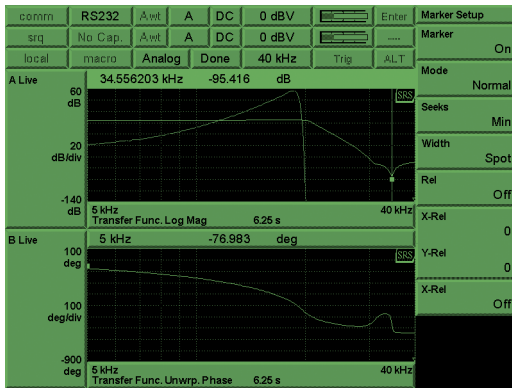 comm RS232 Awt A DC 0 dBV Enter
srq No Cap. Awt A DC 0 dBV ----
local macro Analog Done 40 kHz Trig ALT
A Live 34.556203 kHz -95.416 dB
60
dB
SRS
20
dB/div
-140
dB
5 kHz 40 kHz
Transfer Func. Log Mag 6.25 s
B Live 5 kHz -76.983 deg
100
deg
SRS
100
deg/div
-900
deg
5 kHz 40 kHz
Transfer Func. Unwrp. Phase 6.25 s
Marker Setup
Marker
On
Mode
Normal
Seeks
Min
Width
Spot
Rel
Off
X-Rel
0
Y-Rel
0
X-Rel
Off